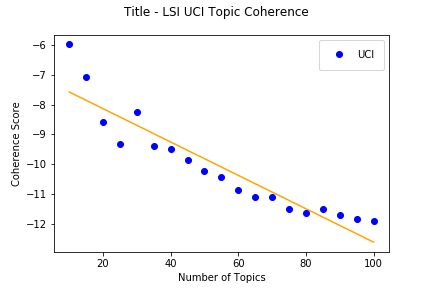 Title - LSI UCI Topic Coherence
UCI
Coherence Score
−6
−7
−8
−9
−10
−11
−12
20 40 60 80 100
Number of Topics